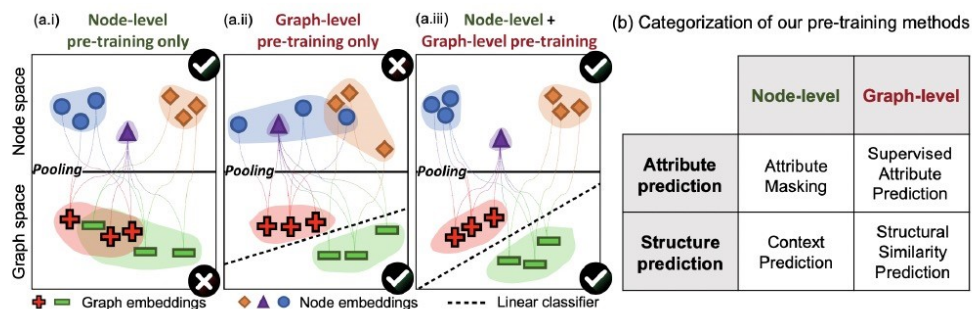 (a.i) Node-level
pre-training only
(a.ii) Graph-level
pre-training only
(a.iii) Node-level +
Graph-level pre-training
Node space
Pooling
Pooling
Pooling
Graph space
Graph embeddings
Node embeddings
Linear classifier
(b) Categorization of our pre-training methods
Node-level Graph-level
Attribute
prediction
Attribute
Masking
Supervised
Attribute
Prediction
Structure
prediction
Context
Prediction
Structural
Similarity
Prediction